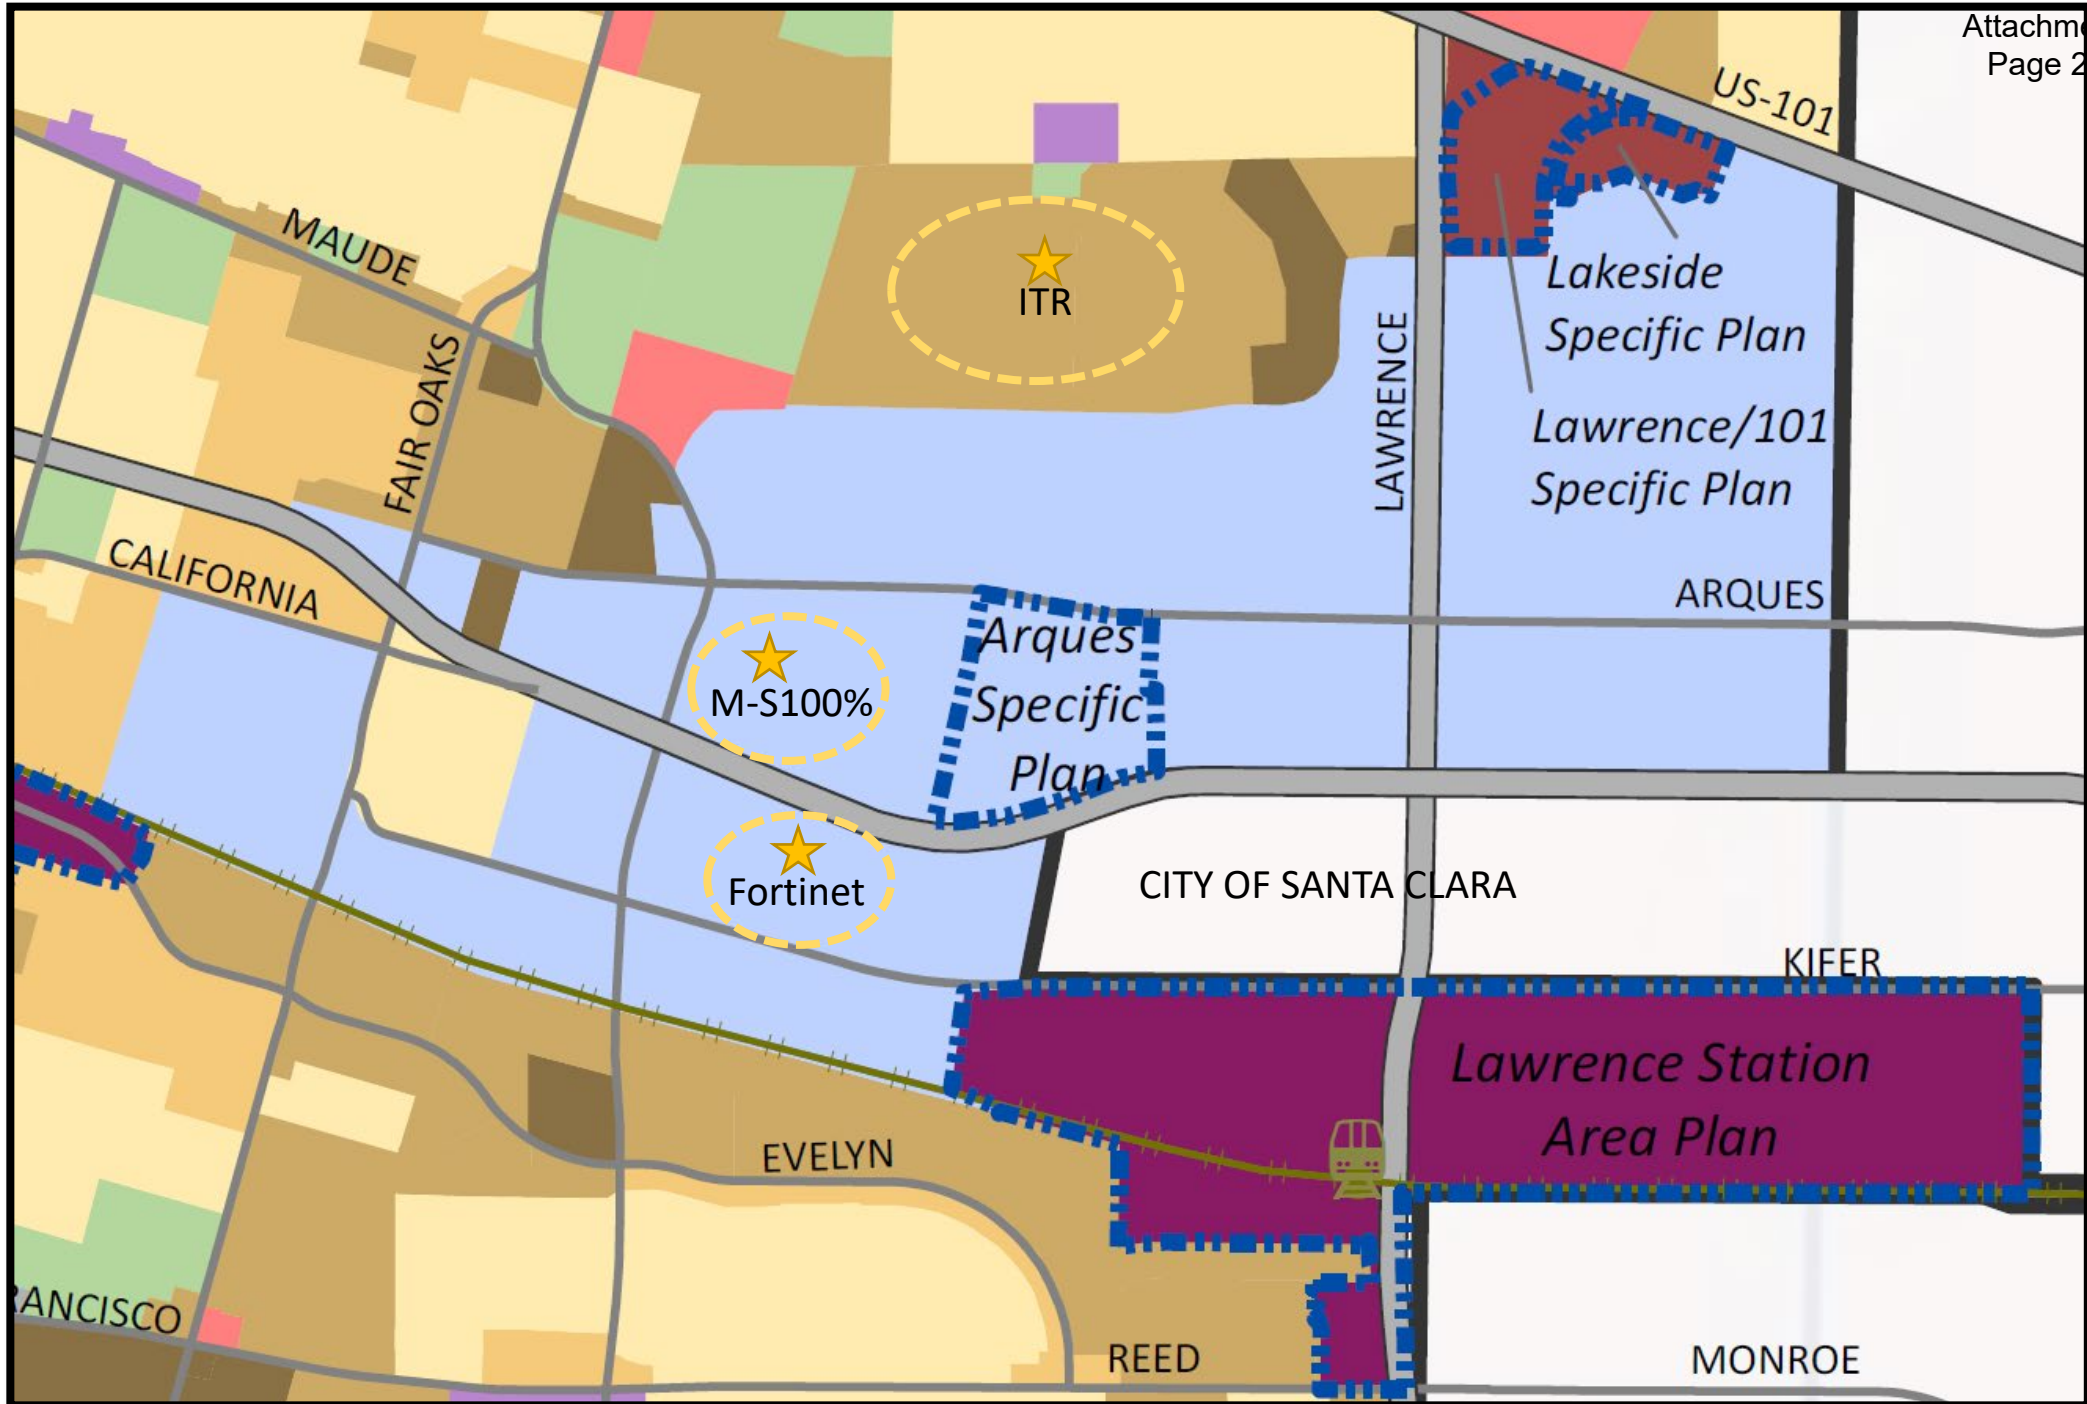 Attachme
Page 2
US-101
MAUDE
ITR
Lakeside
Specific Plan
FAIR OAKS
LAWRENCE
Lawrence/101
Specific Plan
CALIFORNIA
ARQUES
Arques
Specific
Plan
M-S100%
Fortinet
CITY OF SANTA CLARA
KIFER
Lawrence Station
Area Plan
EVELYN
RANCISCO
REED
MONROE